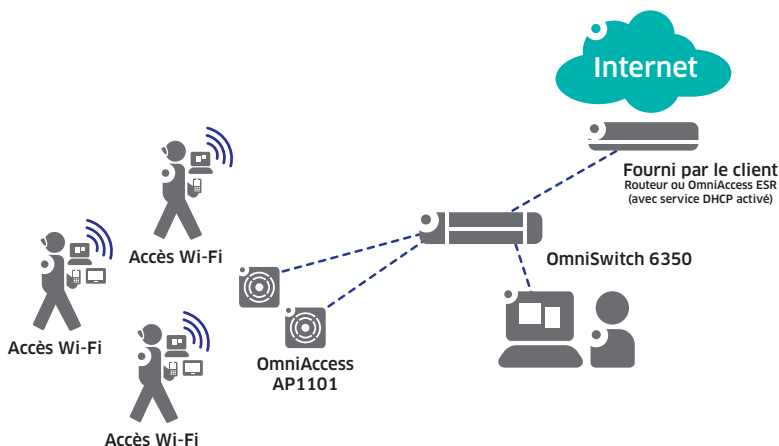 Internet
Fourni par le client
Routeur ou OmniAccess ESR
(avec service DHCP activé)
Accès Wi-Fi
OmniSwitch 6350
Accès Wi-Fi
OmniAccess
AP1101
Accès Wi-Fi